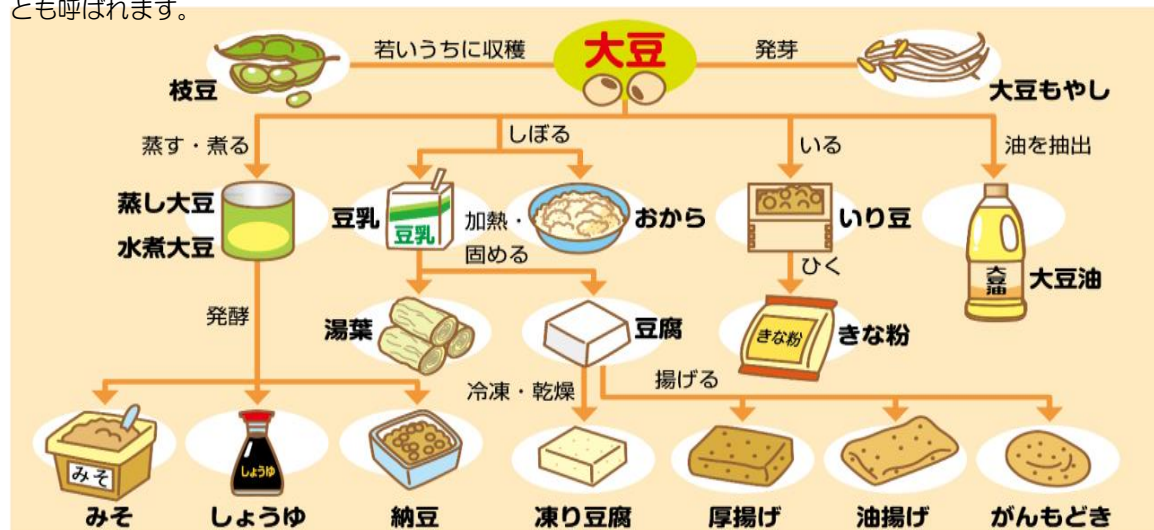 とも呼ばれます。
若いうちに収穫
大豆
発芽
枝豆
大豆もやし
蒸す・煮る
しぼる
いる
油を抽出
蒸し大豆
水煮大豆
豆乳
豆乳
加熱・
固める
おから
いり豆
大豆油
大豆油
ひく
発酵
湯葉
豆腐
きな粉
きな粉
冷凍・乾燥
揚げる
みそ
しょうゆ
みそ
しょうゆ
納豆
凍り豆腐
厚揚げ
油揚げ
がんもどき